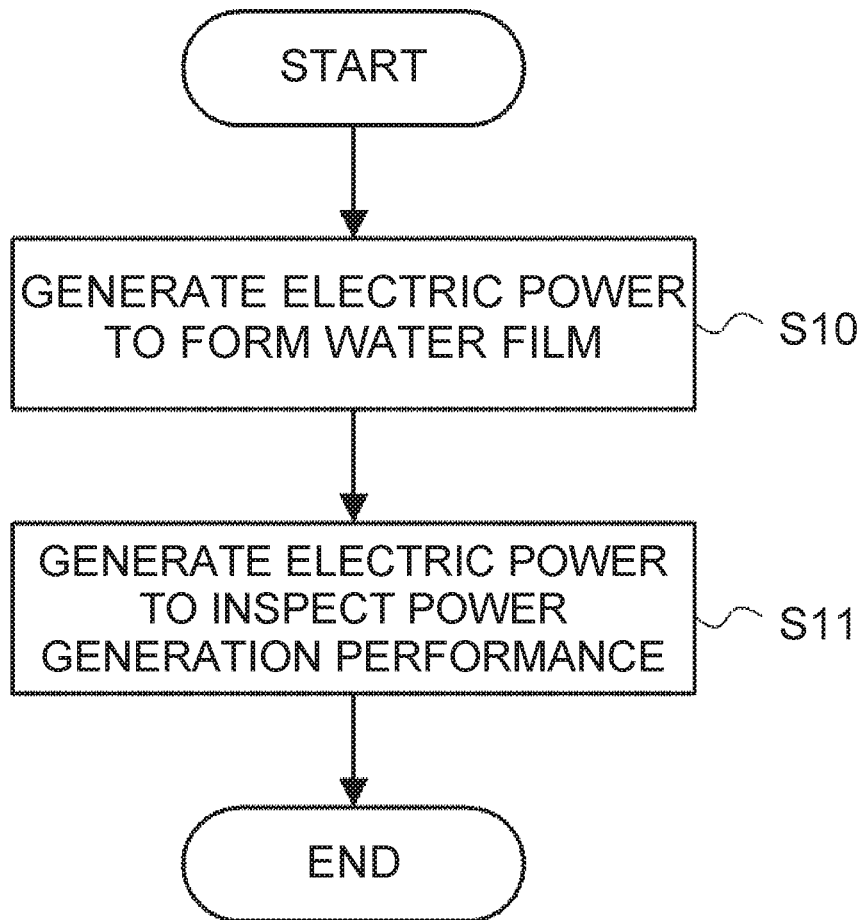 START
GENERATE ELECTRIC POWER
TO FORM WATER FILM
S10
GENERATE ELECTRIC POWER
TO INSPECT POWER
GENERATION PERFORMANCE
S11
END